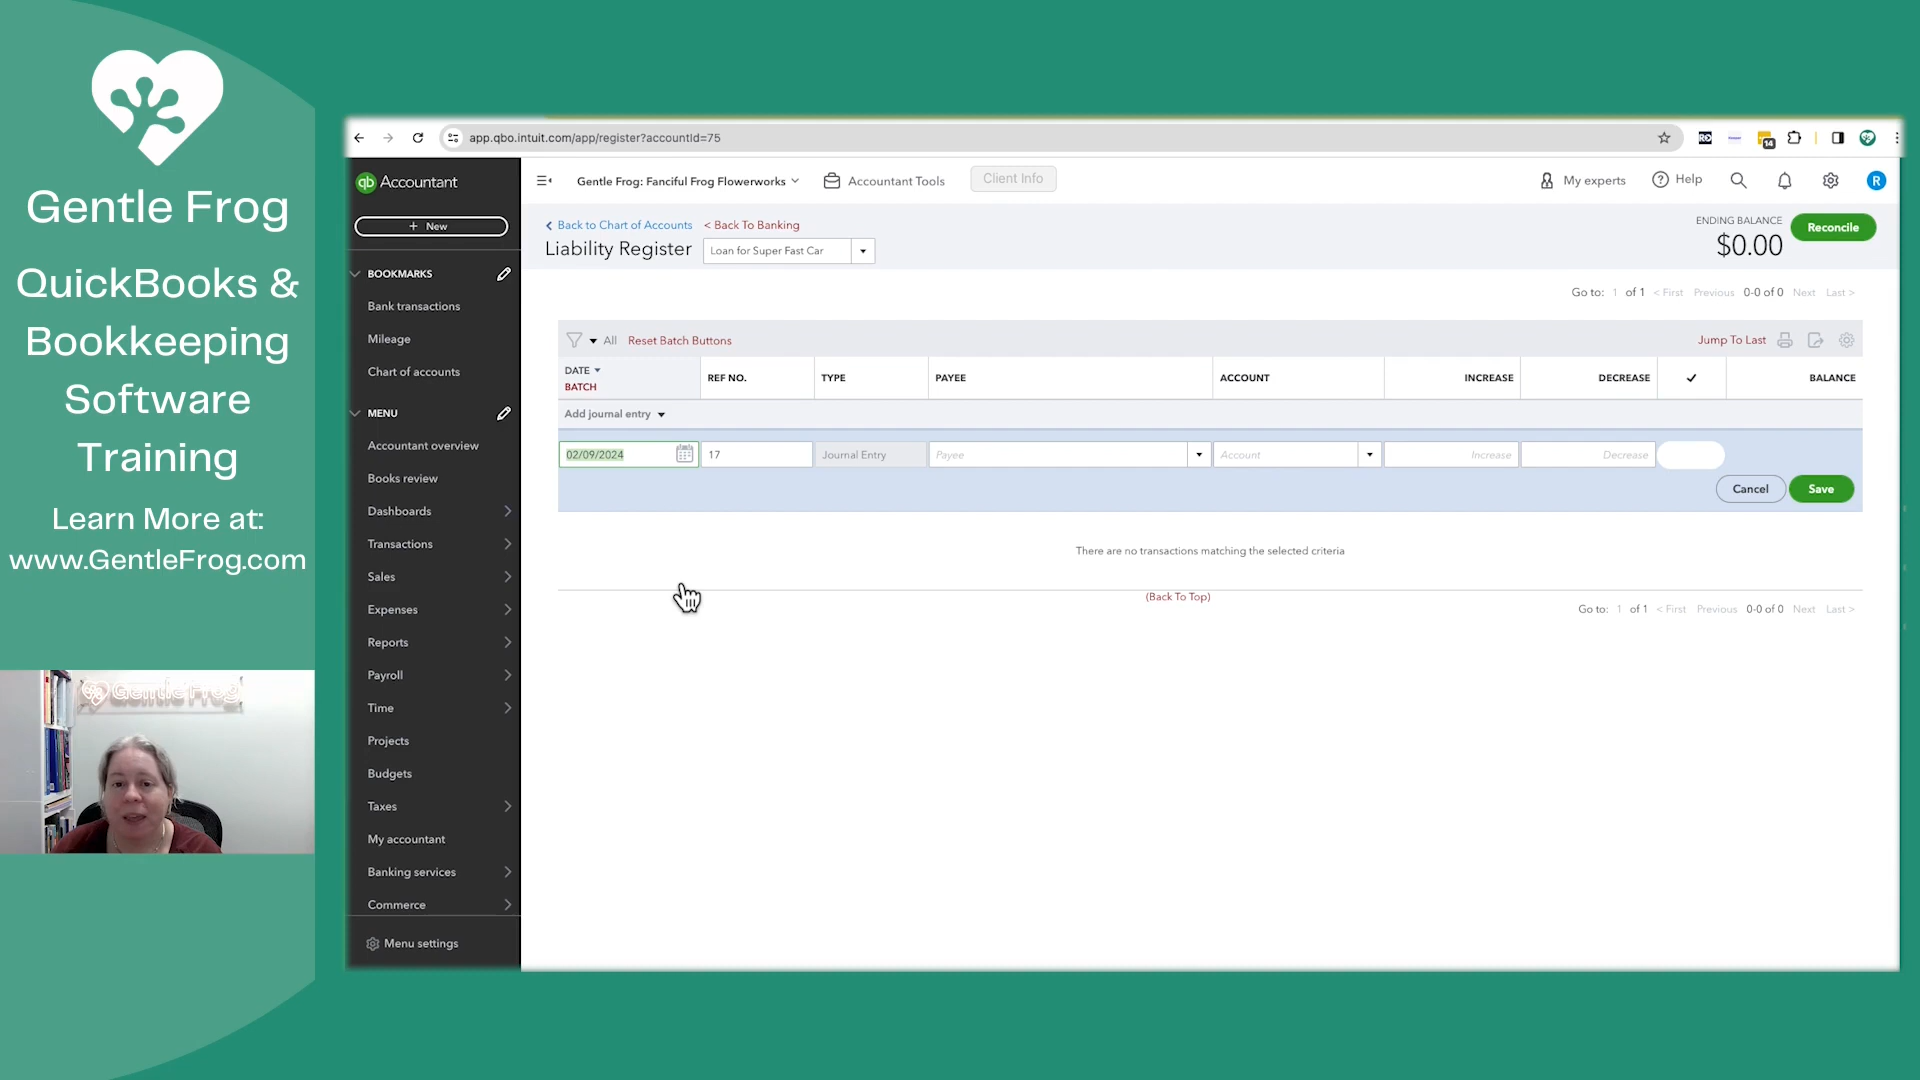 Gentle Frog
QuickBooks &
Bookkeeping
Software
Training
Learn More at:
www.GentleFrog.com
Gentle Frog
app.qbo.intuit.com/app/register?accountId=75
14
qb Accountant
Gentle Frog: Fanciful Frog Flowerworks
Accountant Tools
Client Info
My experts
Help
R
+ New
BOOKMARKS
Bank transactions
Mileage
Chart of accounts
MENU
Accountant overview
Books review
Dashboards
Transactions
Sales
Expenses
Reports
Payroll
Time
Projects
Budgets
Taxes
My accountant
Banking services
Commerce
Menu settings
Back to Chart of Accounts < Back To Banking
Liability Register Loan for Super Fast Car
ENDING BALANCE
$0.00
Reconcile
Go to: 1 of 1 < First Previous 0-0 of 0 Next Last >
All Reset Batch Buttons
Jump To Last
DATE BATCH REF NO. TYPE PAYEE ACCOUNT INCREASE DECREASE ✓ BALANCE
Add journal entry
02/09/2024 17 Journal Entry Payee Account Increase Decrease
Cancel Save
There are no transactions matching the selected criteria
(Back To Top)
Go to: 1 of 1 < First Previous 0-0 of 0 Next Last >